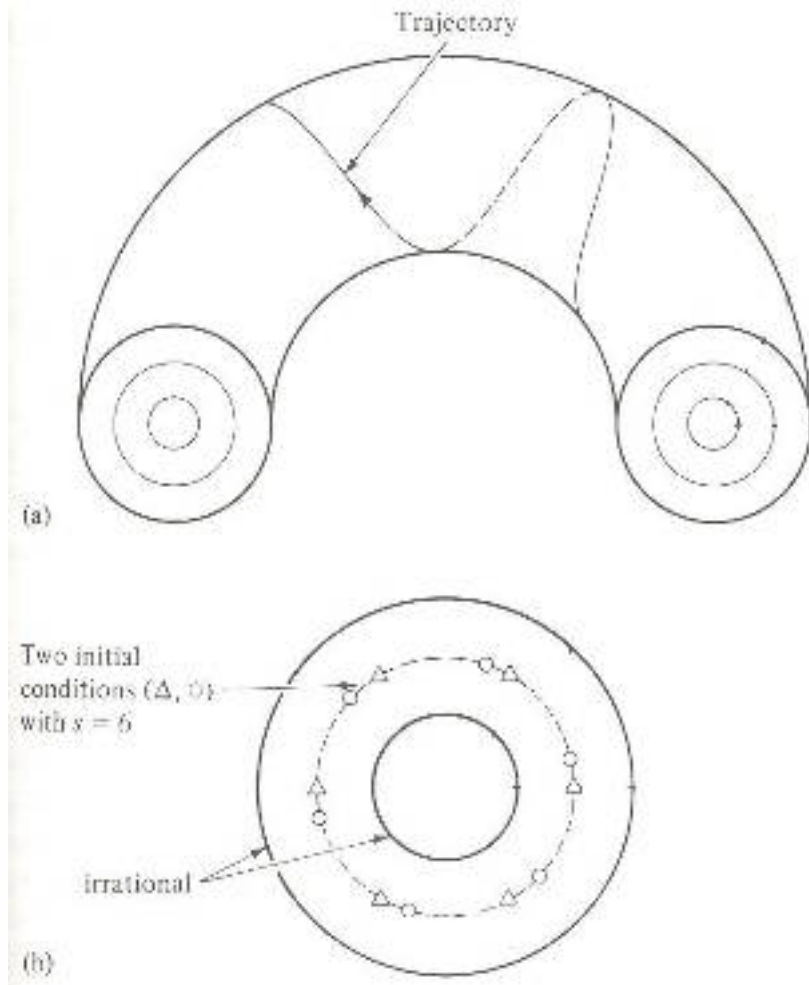 Trajectory
(a)
Two initial
conditions (Δ, O)
with s = 6
irrational
(b)